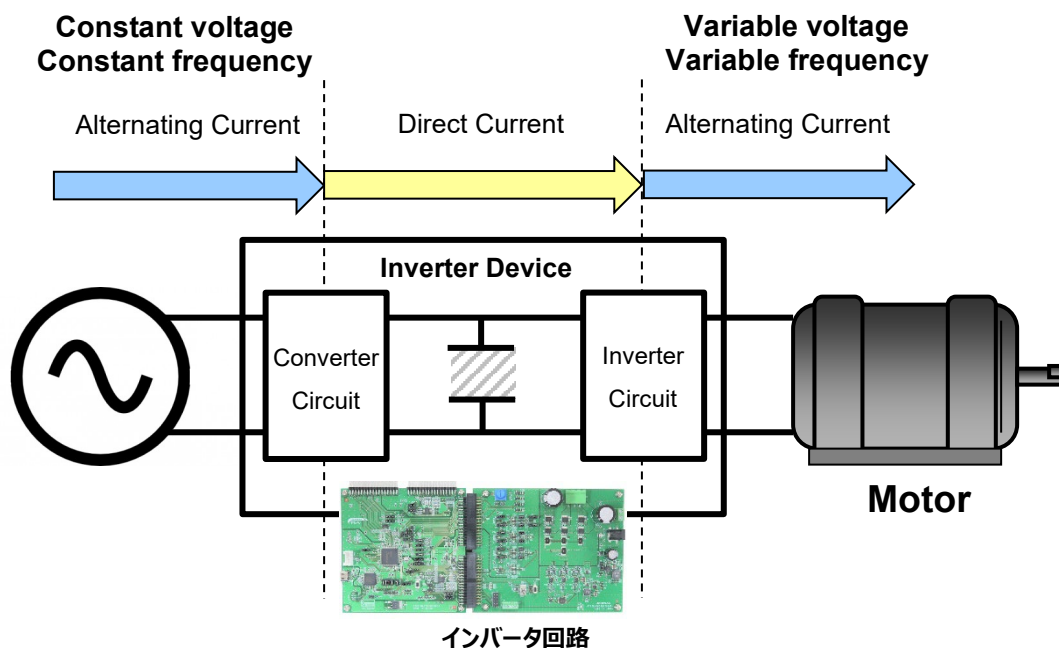 Constant voltage
Constant frequency
Variable voltage
Variable frequency
Alternating Current
Direct Current
Alternating Current
Inverter Device
Converter
Circuit
Inverter
Circuit
Motor
インバータ回路